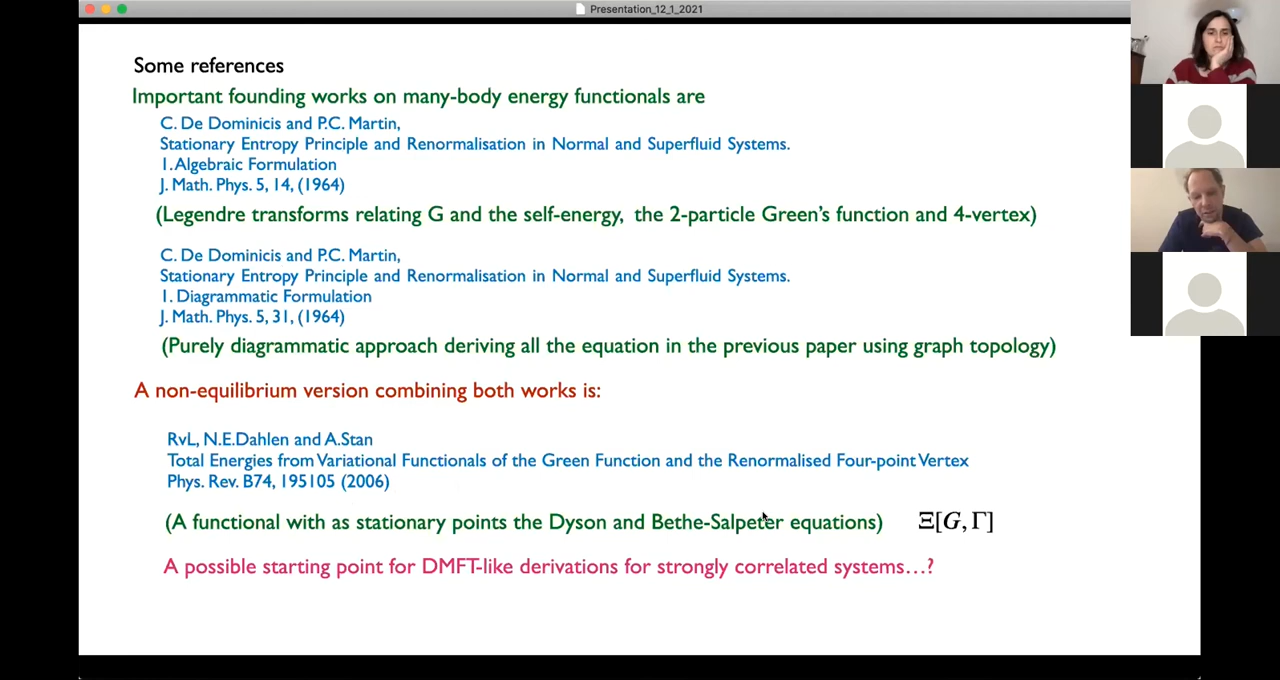 Presentation_12_1_2021
Some references
Important founding works on many-body energy functionals are
C. De Dominicis and P.C. Martin,
Stationary Entropy Principle and Renormalisation in Normal and Superfluid Systems.
1. Algebraic Formulation
J. Math. Phys. 5, 14, (1964)
(Legendre transforms relating G and the self-energy, the 2-particle Green's function and 4-vertex)
C. De Dominicis and P.C. Martin,
Stationary Entropy Principle and Renormalisation in Normal and Superfluid Systems.
1. Diagrammatic Formulation
J. Math. Phys. 5, 31, (1964)
(Purely diagrammatic approach deriving all the equation in the previous paper using graph topology)
A non-equilibrium version combining both works is:
RvL, N.E.Dahlen and A.Stan
Total Energies from Variational Functionals of the Green Function and the Renormalised Four-point Vertex
Phys. Rev. B74, 195105 (2006)
(A functional with as stationary points the Dyson and Bethe-Salpeter equations) Ξ[G, Γ]
A possible starting point for DMFT-like derivations for strongly correlated systems...?